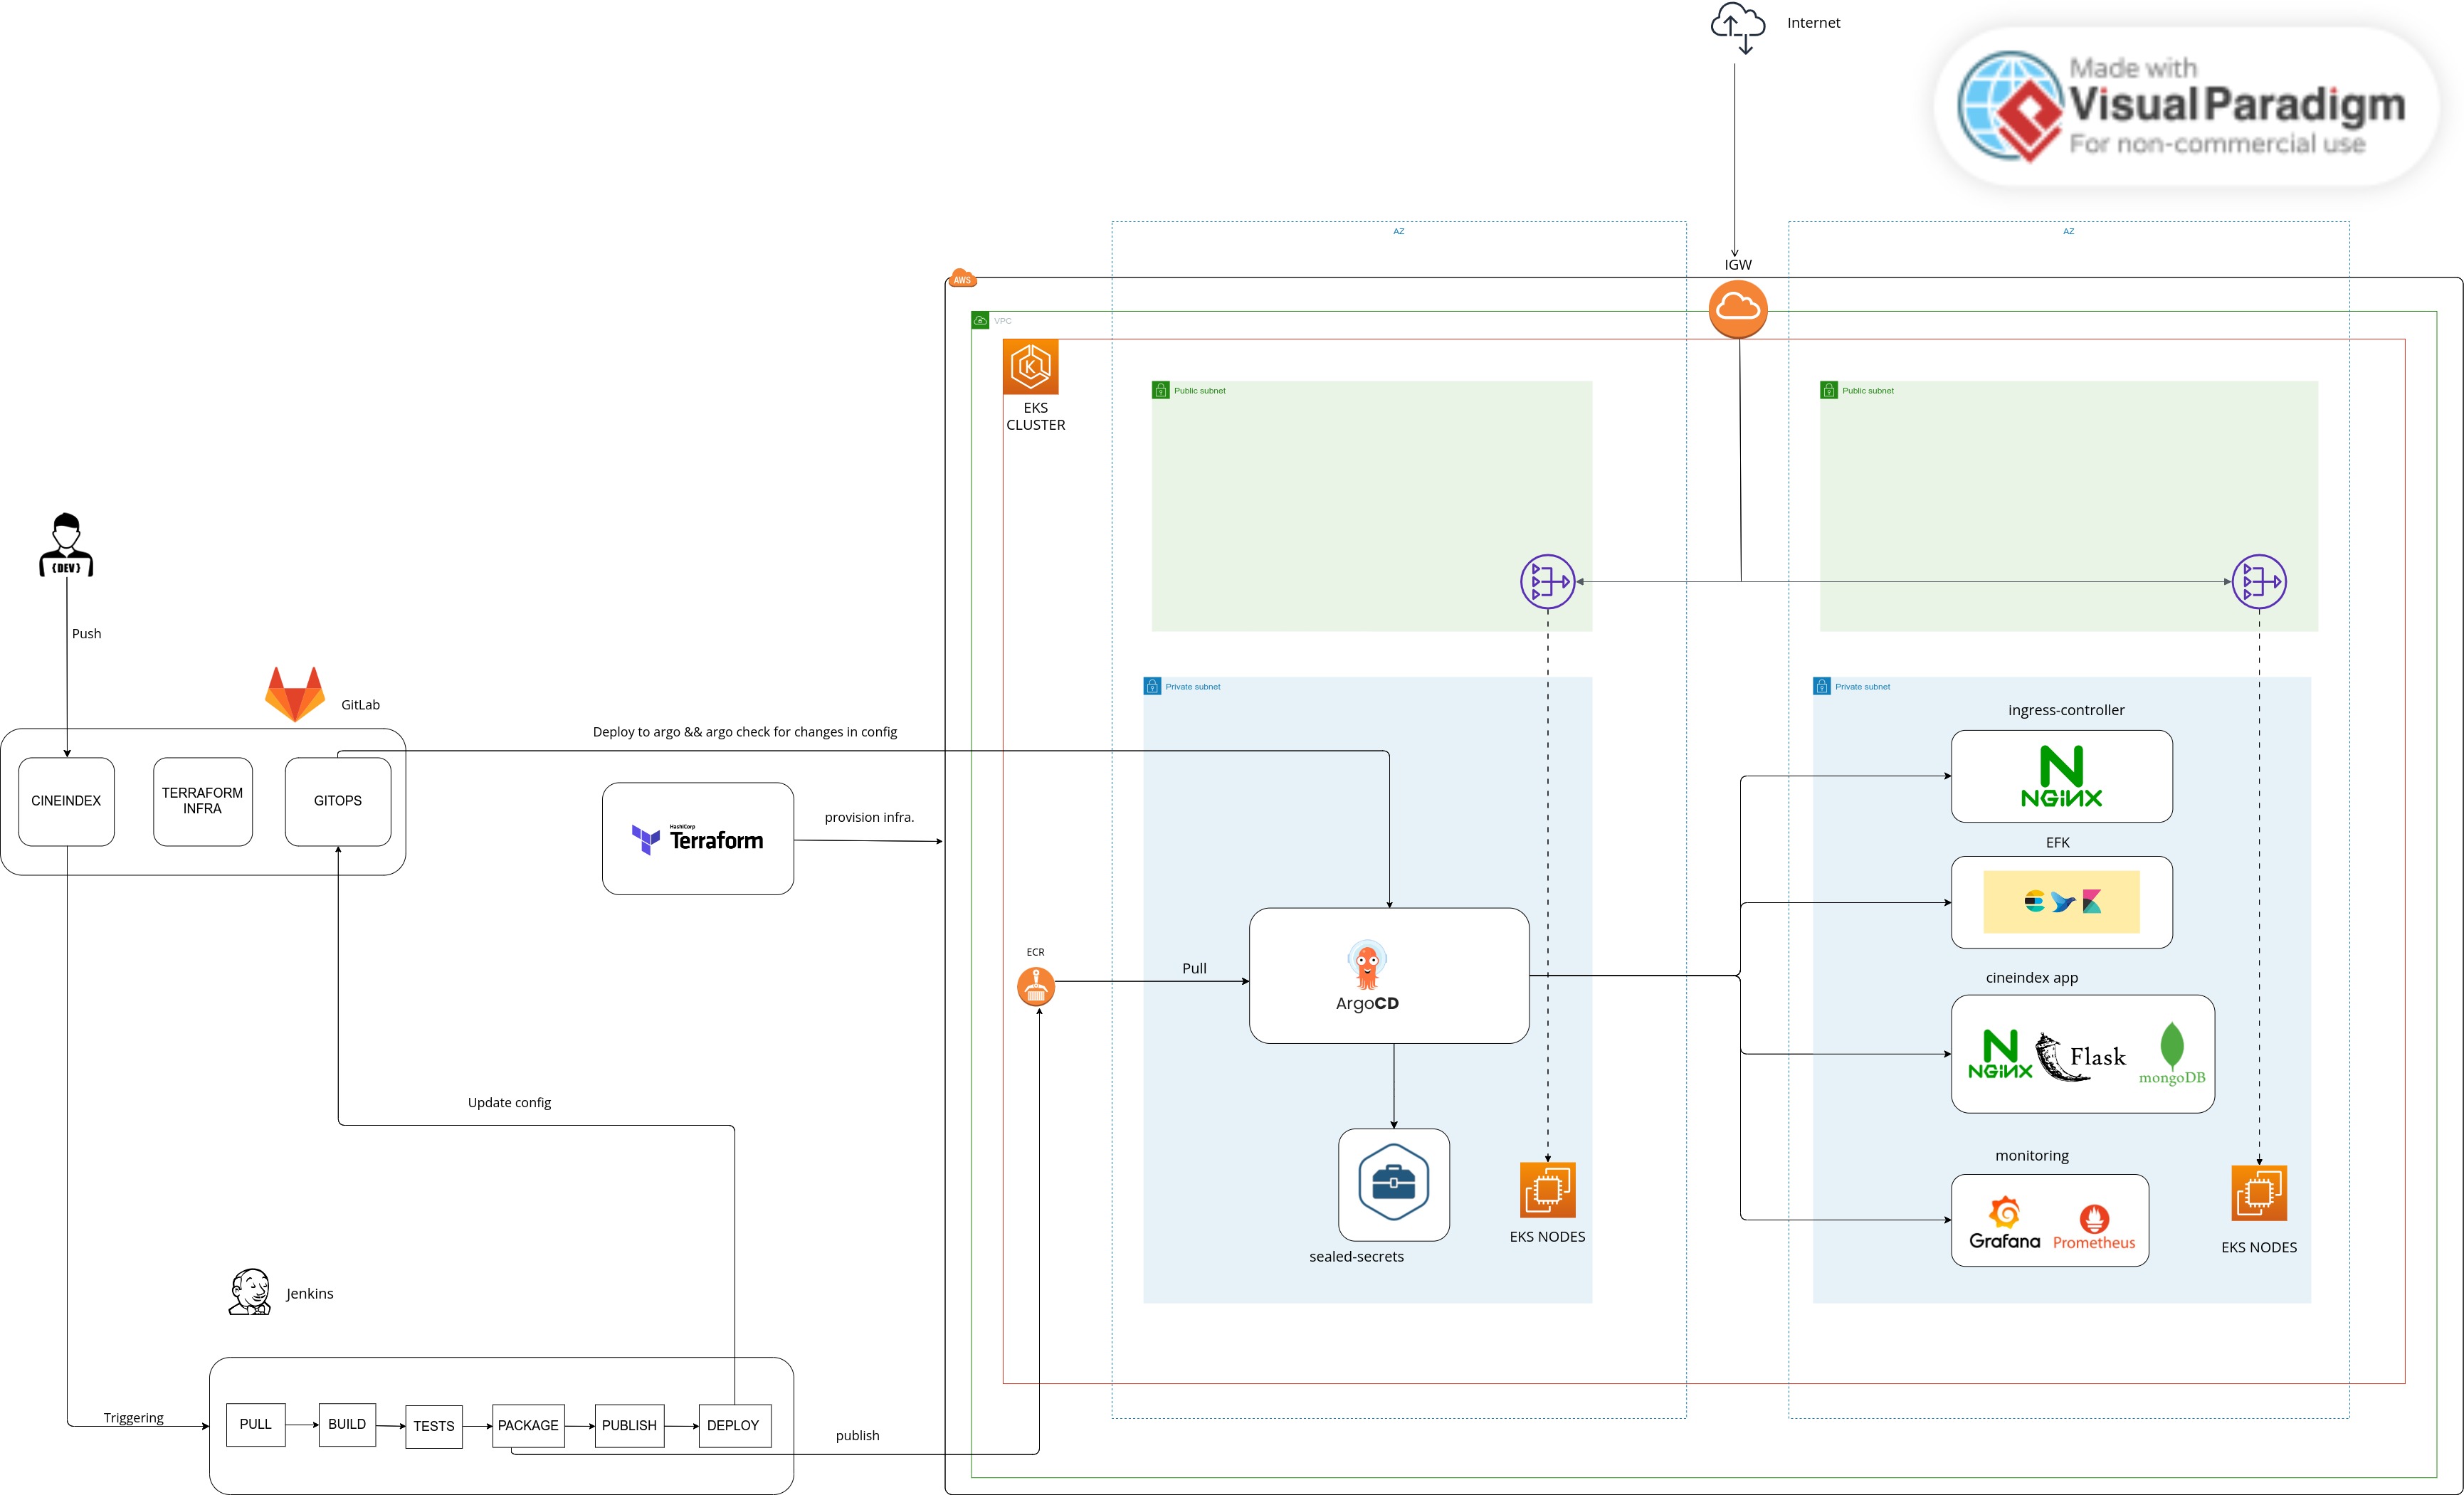 Internet
Made with
Visual Paradigm
For non-commercial use
AZ
AZ
IGW
AWS
VPC
K
EKS
CLUSTER
Public subnet
Public subnet
{DEV}
Push
GitLab
Private subnet
Private subnet
ingress-controller
NGiNX
Deploy to argo && argo check for changes in config
CINEINDEX
TERRAFORM
INFRA
GITOPS
HashiCorp
Terraform
provision infra.
EFK
ECR
Pull
ArgoCD
cineindex app
NGiNX
Flask
mongoDB
Update config
monitoring
Grafana
Prometheus
EKS NODES
EKS NODES
sealed-secrets
Jenkins
Triggering
PULL
BUILD
TESTS
PACKAGE
PUBLISH
DEPLOY
publish